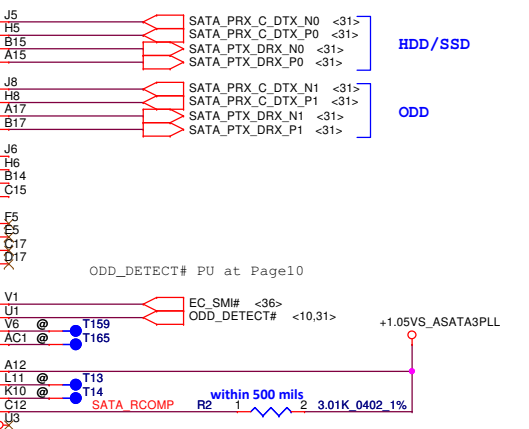 J5 SATA_PRX_C_DTX_N0 <31>
H5 SATA_PRX_C_DTX_P0 <31>
B15 SATA_PTX_DRX_N0 <31>
A15 SATA_PTX_DRX_P0 <31>
HDD/SSD
J8 SATA_PRX_C_DTX_N1 <31>
H8 SATA_PRX_C_DTX_P1 <31>
A17 SATA_PTX_DRX_N1 <31>
B17 SATA_PTX_DRX_P1 <31>
ODD
J6
H6
B14
C15
F5
E5
C17
D17
ODD_DETECT# PU at Page10
V1 EC_SMI# <36>
U1 ODD_DETECT# <10,31>
V6 @ T159
AC1 @ T165
+1.05VS_ASATA3PLL
A12
L11 @ T13
K10 @ T14
within 500 mils
C12 SATA_RCOMP R2 1 2 3.01K_0402_1%
U3